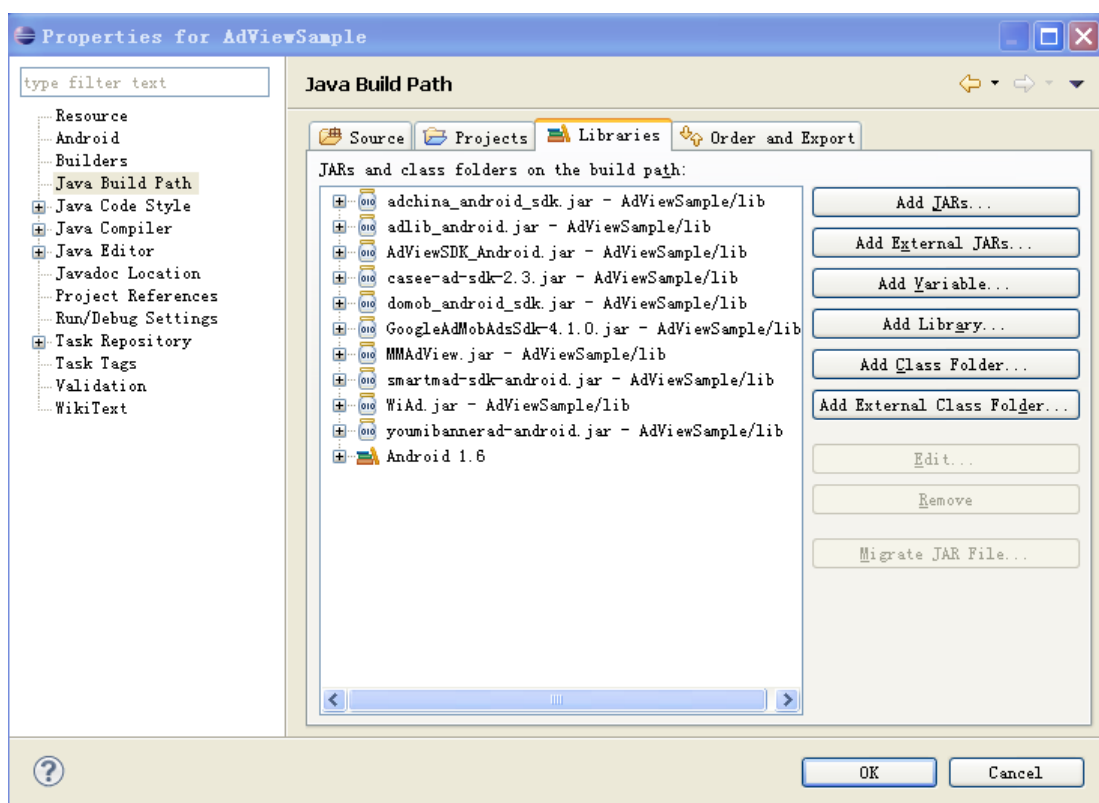 Properties for AdViewSample
type filter text
Resource
Android
Builders
Java Build Path
Java Code Style
Java Compiler
Java Editor
Javadoc Location
Project References
Run/Debug Settings
Task Repository
Task Tags
Validation
WikiText
Java Build Path
Source Projects Libraries Order and Export
JARs and class folders on the build path:
adchina_android_sdk.jar - AdViewSample/lib
adlib_android.jar - AdViewSample/lib
AdViewSDK_Android.jar - AdViewSample/lib
casee-ad-sdk-2.3.jar - AdViewSample/lib
domob_android_sdk.jar - AdViewSample/lib
GoogleAdMobAdsSdk-4.1.0.jar - AdViewSample/lib
MMAdView.jar - AdViewSample/lib
smartmad-sdk-android.jar - AdViewSample/lib
WiAd.jar - AdViewSample/lib
youmibannerad-android.jar - AdViewSample/lib
Android 1.6
Add JARs...
Add External JARs...
Add Variable...
Add Library...
Add Class Folder...
Add External Class Folder...
Edit...
Remove
Migrate JAR File...
OK
Cancel